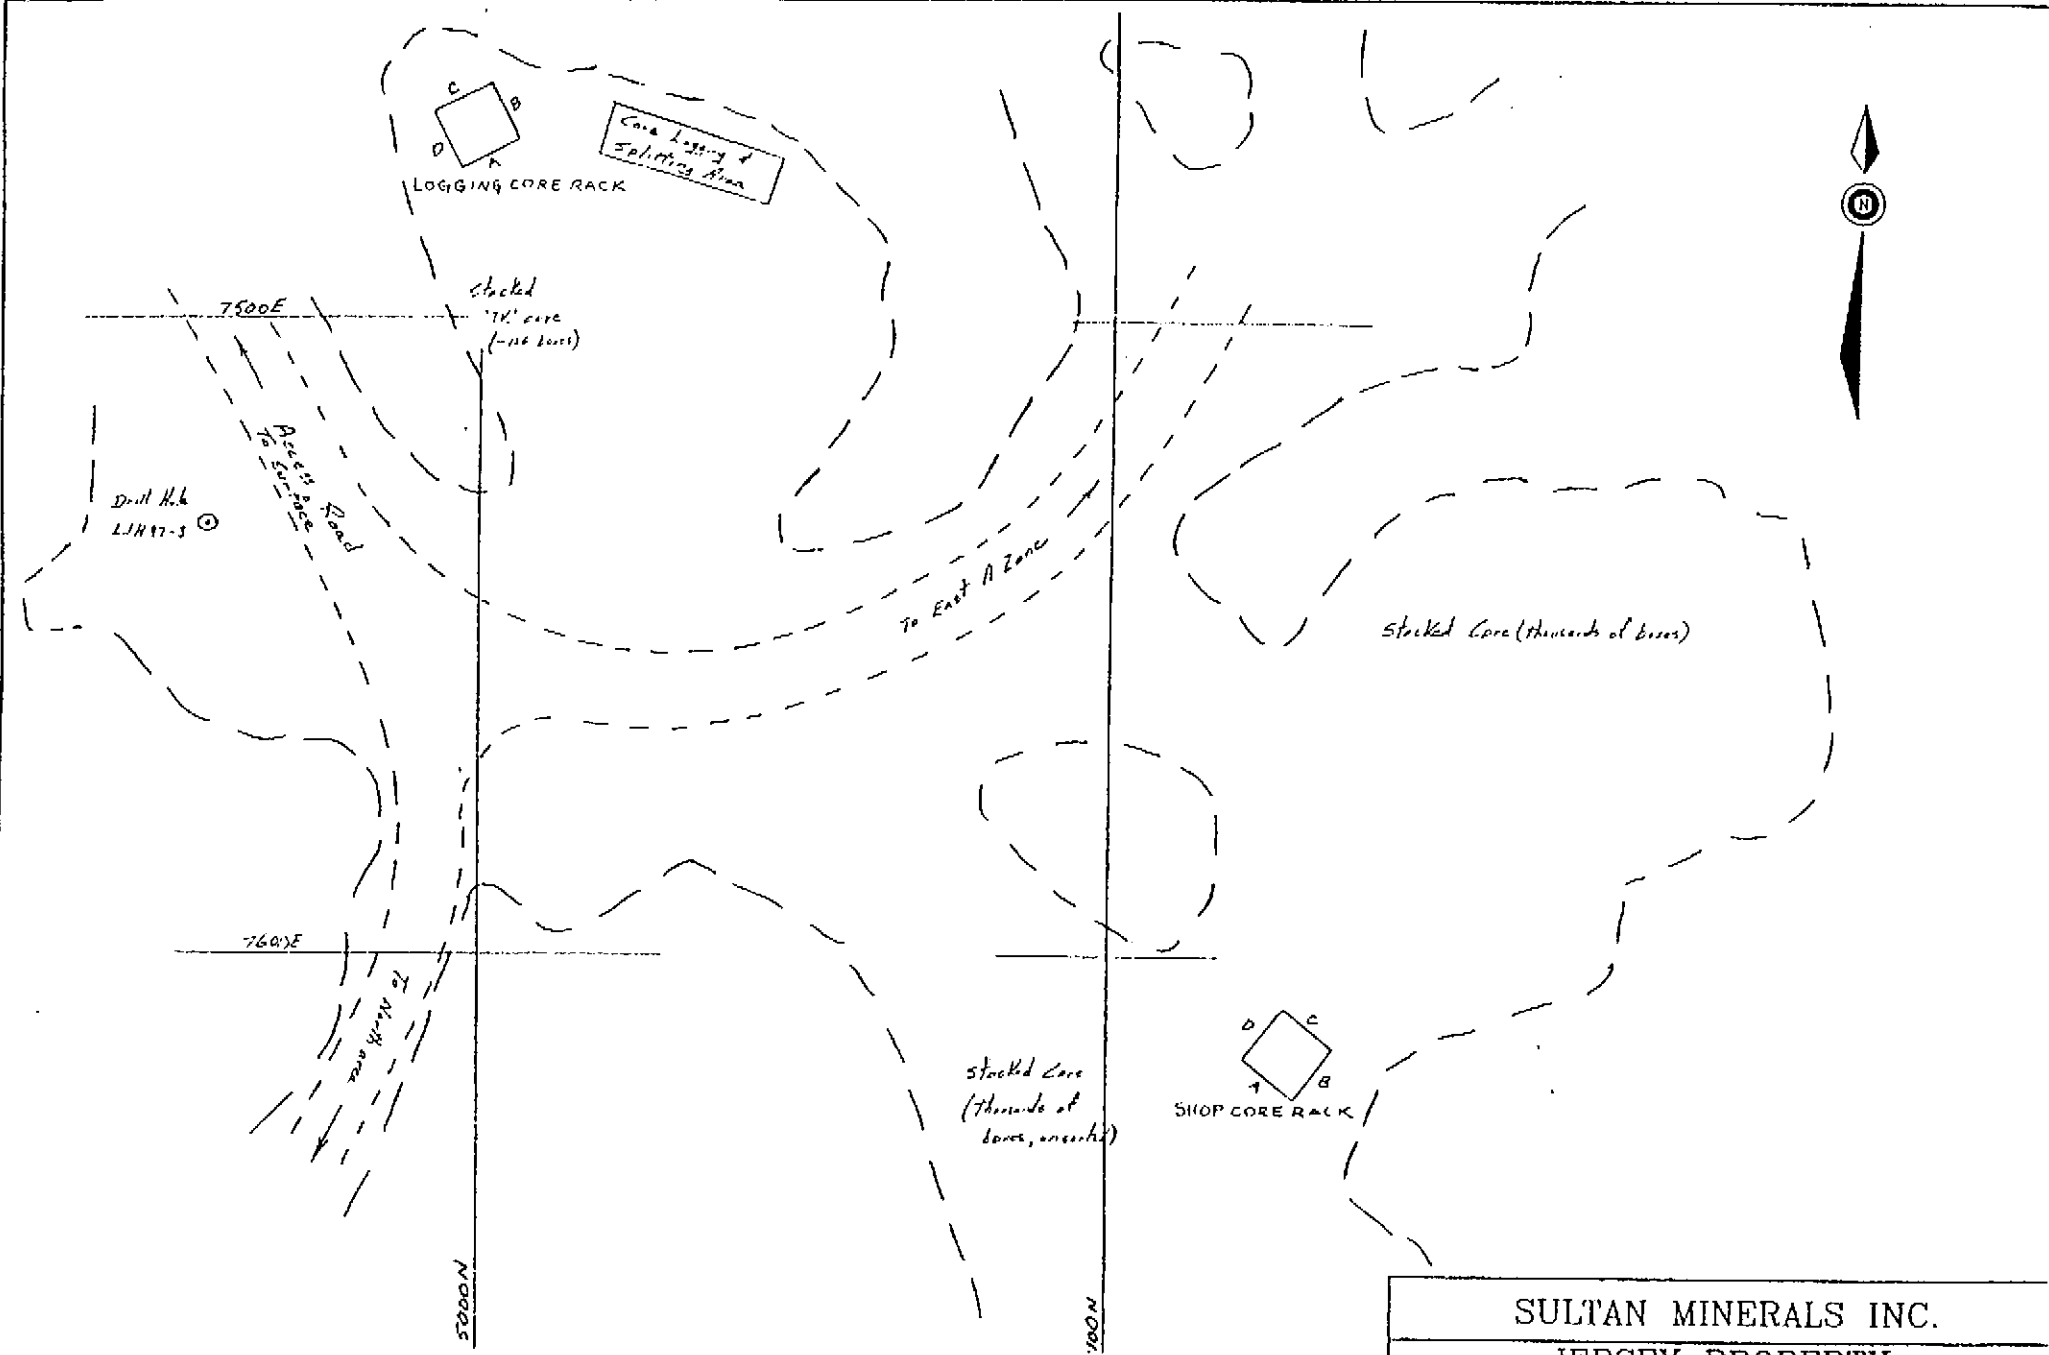 C
B
D
A
LOGGING CORE RACK
Core Logging &
Splitting Area
N
7500E
Stacked
core
Access Road
To Surface
Drill Hole
To East A Zone
Stacked Core (thousands of boxes)
To North area
Stacked Core
(thousands of
boxes,
D
C
A
B
SHOP CORE RACK
5000N
SULTAN MINERALS INC.
JERSEY PROPERTY